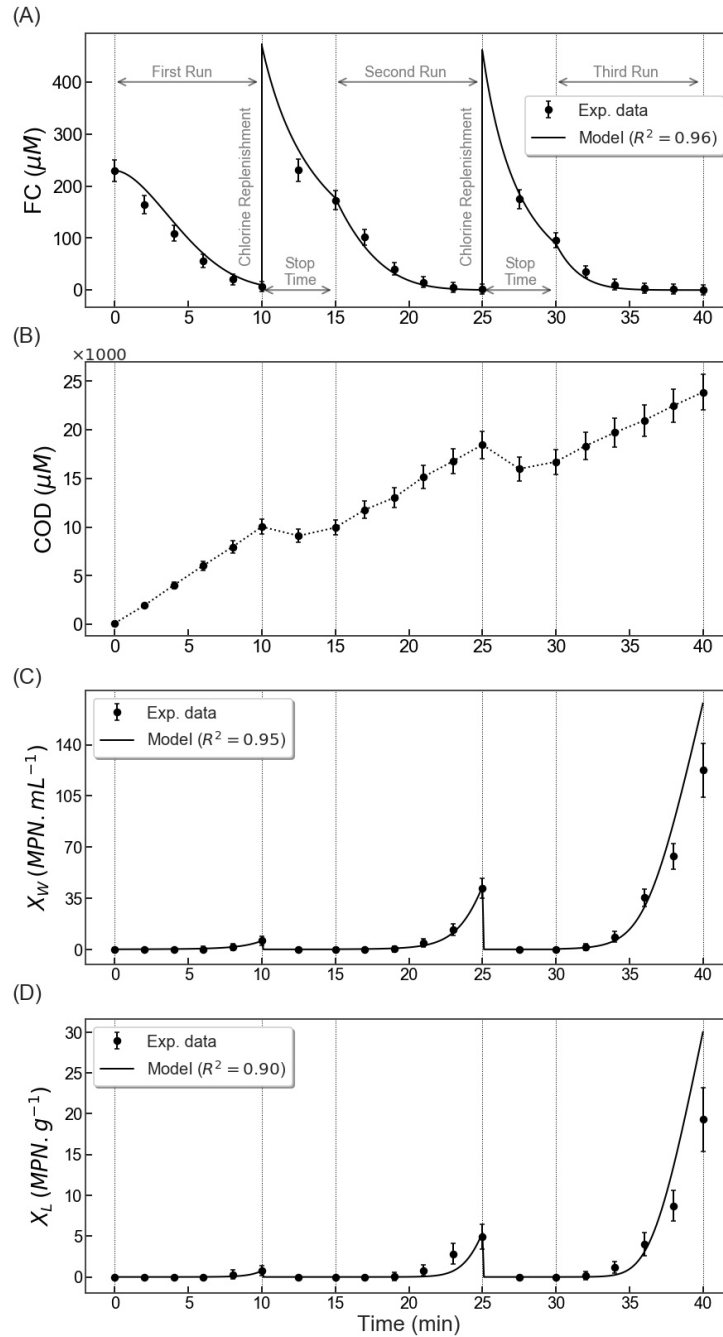 (A)
First Run
Second Run
Third Run
Chlorine Replenishment
Chlorine Replenishment
Stop
Time
Stop
Time
Exp. data
Model (R² = 0.96)
FC (μM)
400
300
200
100
0
0 5 10 15 20 25 30 35 40
(B)
×1000
COD (μM)
25
20
15
10
5
0
0 5 10 15 20 25 30 35 40
(C)
Exp. data
Model (R² = 0.95)
X_W (MPN. mL⁻¹)
140
105
70
35
0
0 5 10 15 20 25 30 35 40
(D)
Exp. data
Model (R² = 0.90)
X_L (MPN. g⁻¹)
30
25
20
15
10
5
0
0 5 10 15 20 25 30 35 40
Time (min)